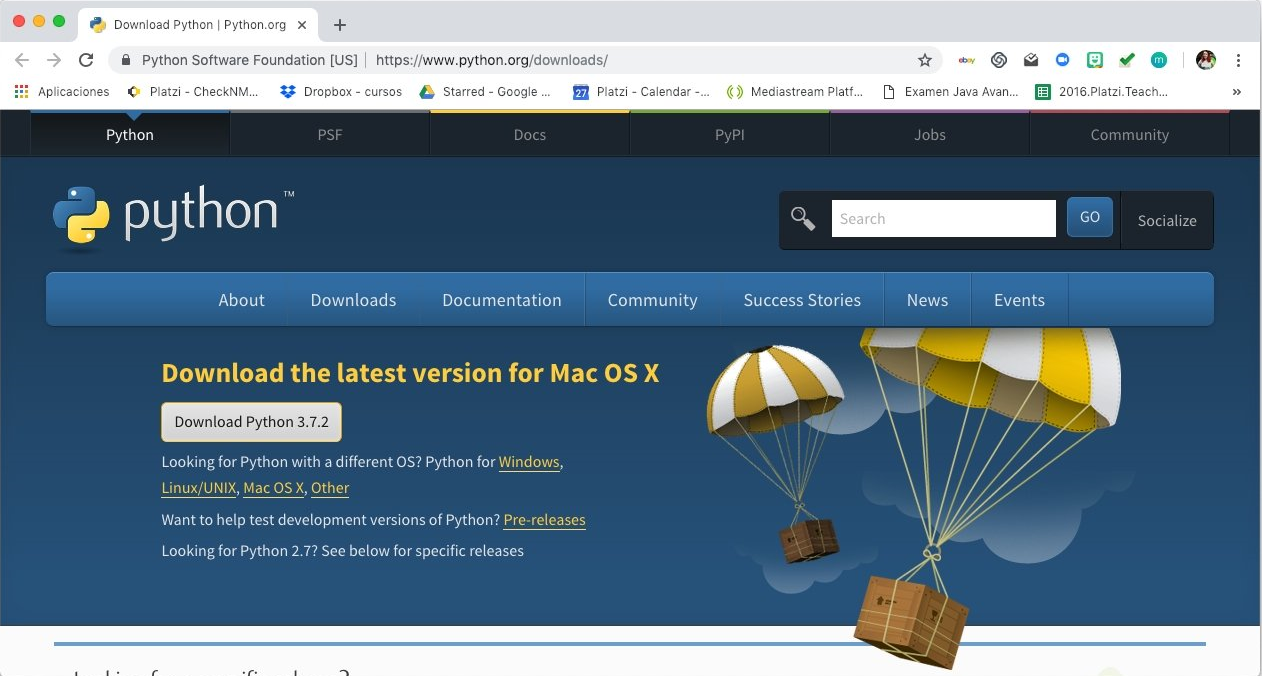 Download Python | Python.org
Python Software Foundation [US] | https://www.python.org/downloads/
ebay
m
Aplicaciones
Platzi - CheckNM...
Dropbox - cursos
Starred - Google ...
27
Platzi - Calendar -...
Mediastream Platf...
Examen Java Avan...
2016.Platzi.Teach...
»
Python
PSF
Docs
PyPI
Jobs
Community
python™
Search
GO
Socialize
About
Downloads
Documentation
Community
Success Stories
News
Events
Download the latest version for Mac OS X
Download Python 3.7.2
Looking for Python with a different OS? Python for Windows,
Linux/UNIX, Mac OS X, Other
Want to help test development versions of Python? Pre-releases
Looking for Python 2.7? See below for specific releases